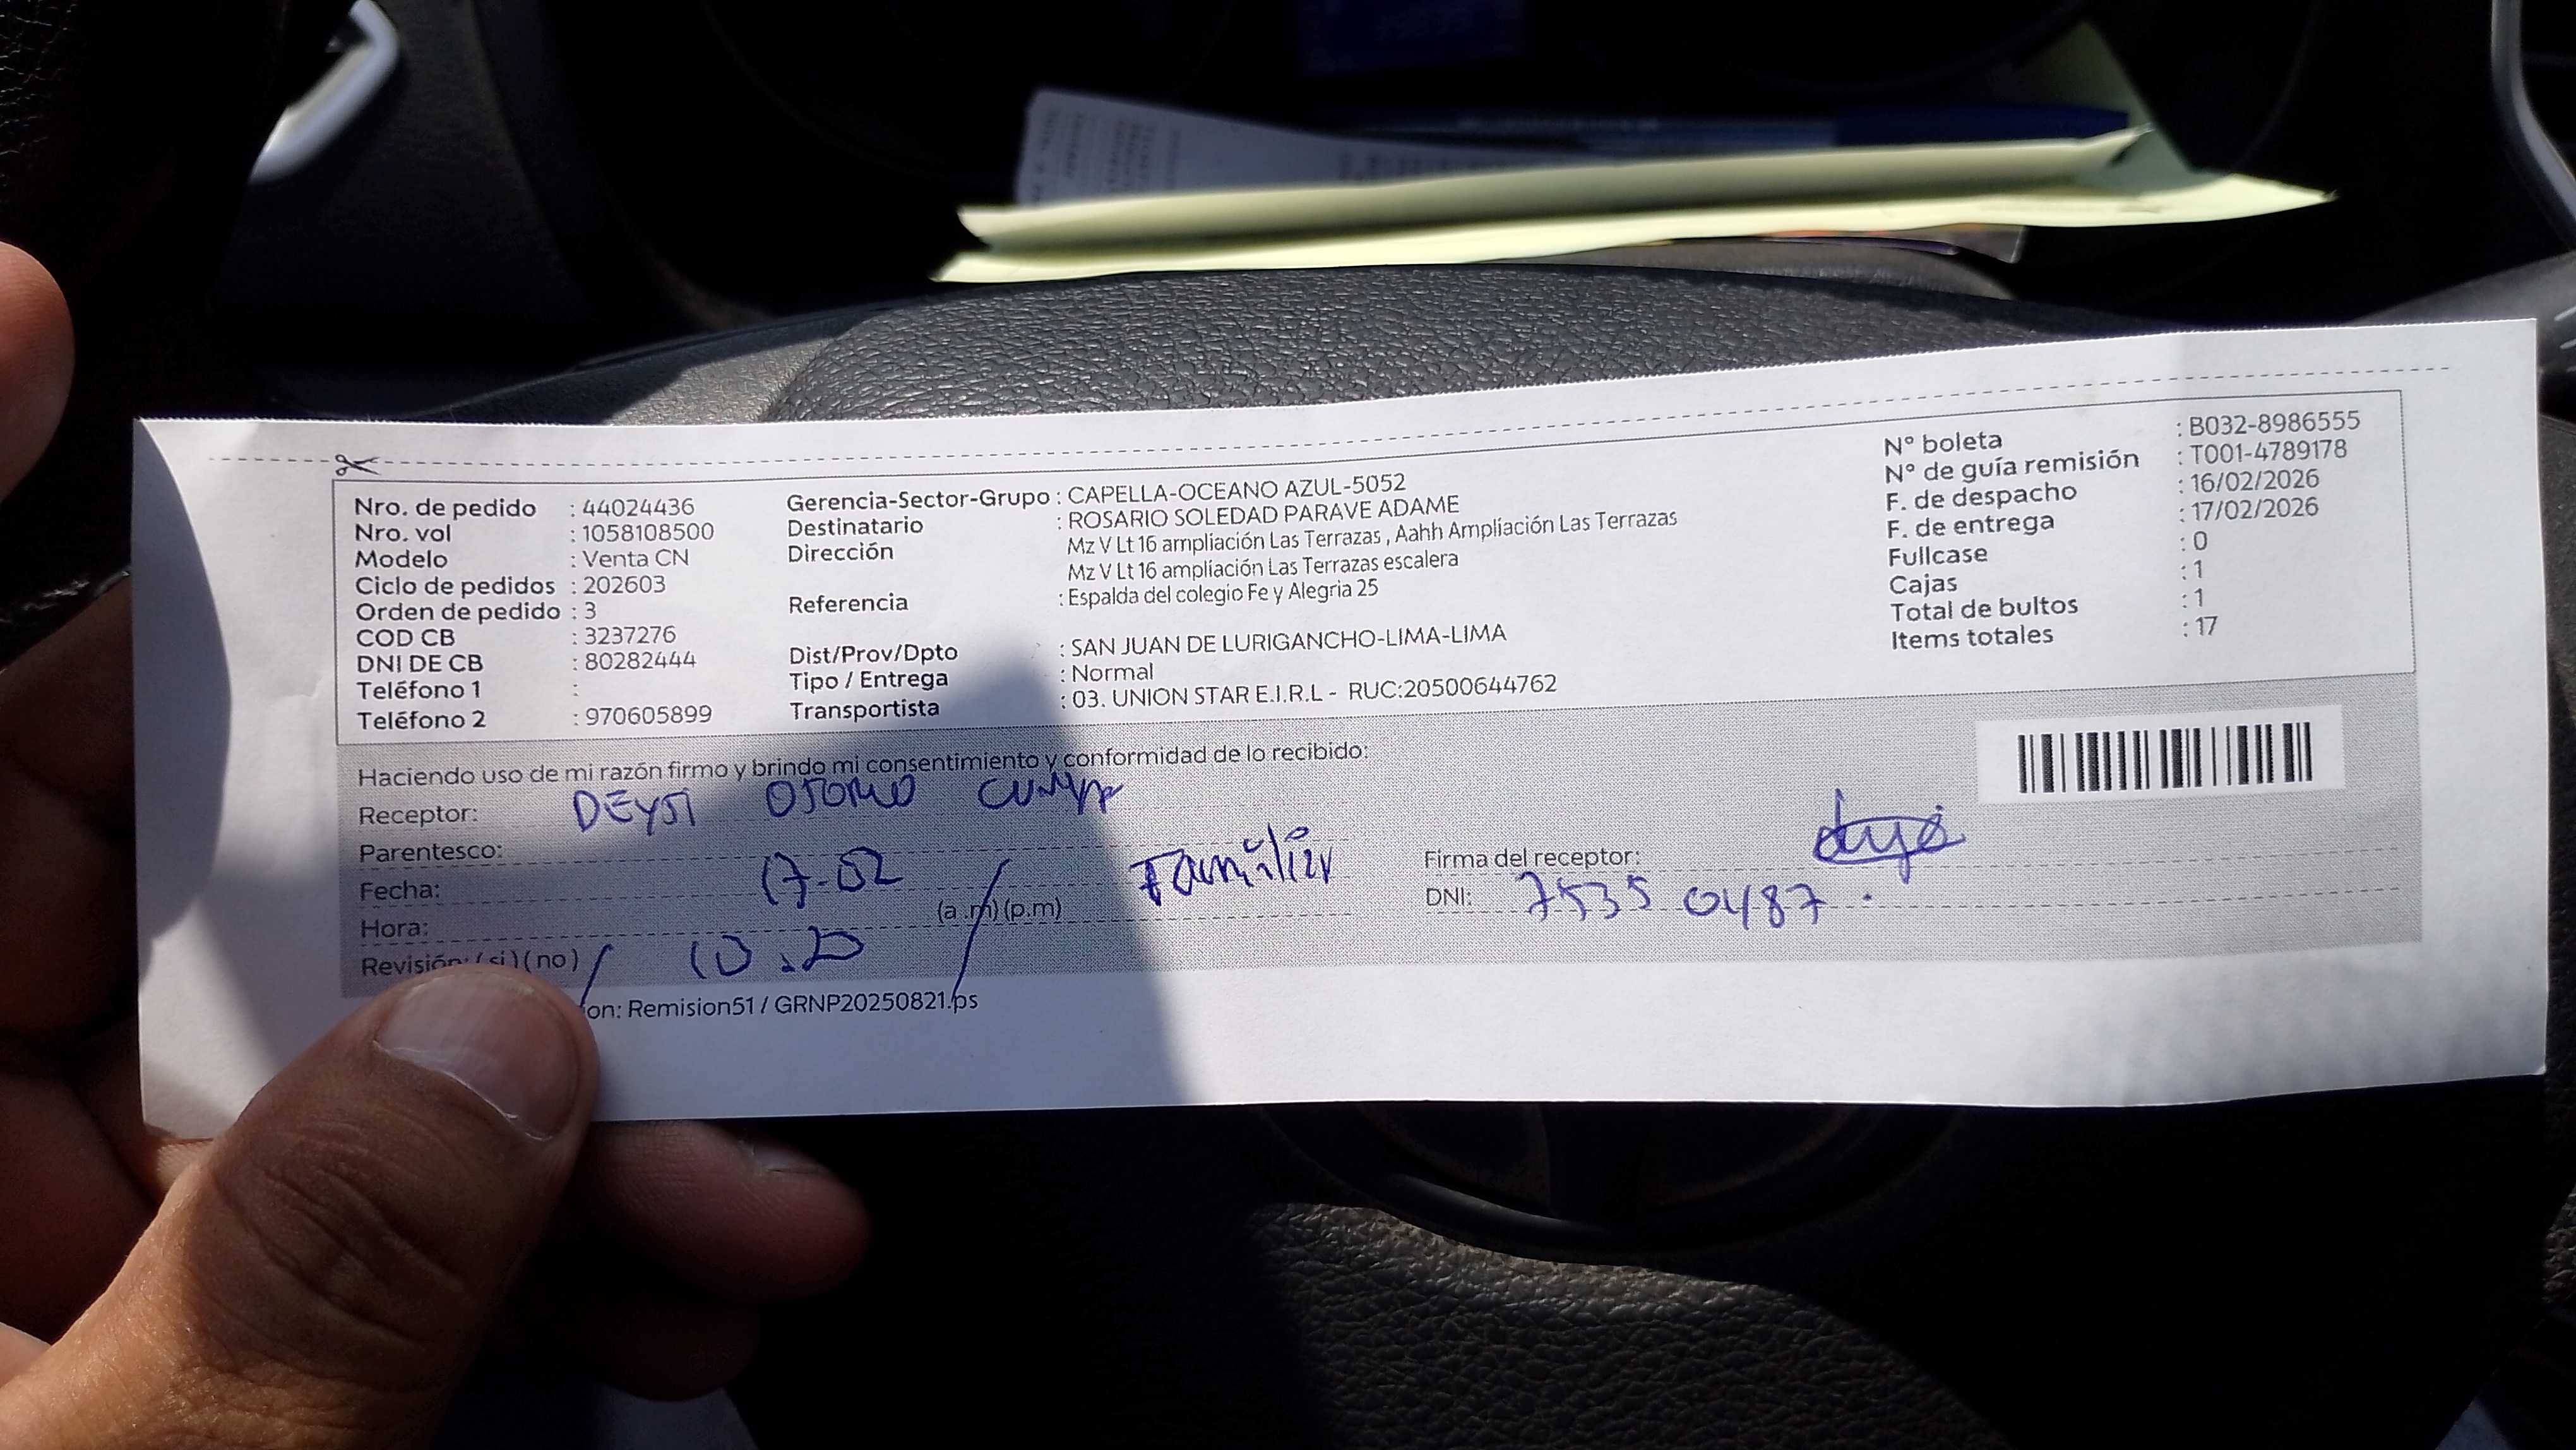 Nro. de pedido : 44024436
Nro. vol : 1058108500
Modelo : Venta CN
Ciclo de pedidos : 202603
Orden de pedido : 3
COD CB : 3237276
DNI DE CB : 80282444
Teléfono 1 :
Teléfono 2 : 970605899
Gerencia-Sector-Grupo : CAPELLA-OCEANO AZUL-5052
Destinatario : ROSARIO SOLEDAD PARAVE ADAME
Dirección Mz V Lt 16 ampliación Las Terrazas , Aahh Ampliación Las Terrazas
Mz V Lt 16 ampliación Las Terrazas escalera
Referencia : Espalda del colegio Fe y Alegria 25
Dist/Prov/Dpto : SAN JUAN DE LURIGANCHO-LIMA-LIMA
Tipo / Entrega : Normal
Transportista : 03. UNION STAR E.I.R.L - RUC:20500644762
N° boleta : B032-8986555
N° de guía remisión : T001-4789178
F. de despacho : 16/02/2026
F. de entrega : 17/02/2026
Fullcase : 0
Cajas : 1
Total de bultos : 1
Items totales : 17
Haciendo uso de mi razón firmo y brindo mi consentimiento y conformidad de lo recibido:
Receptor: DEYSI OSORIO
Parentesco: Familiar
Fecha: 17-02
Hora: 10.20 (a.m)(p.m)
Revisión: (si)(no)
Firma del receptor:
DNI: 75350487.
on: Remision51 / GRNP20250821.ps